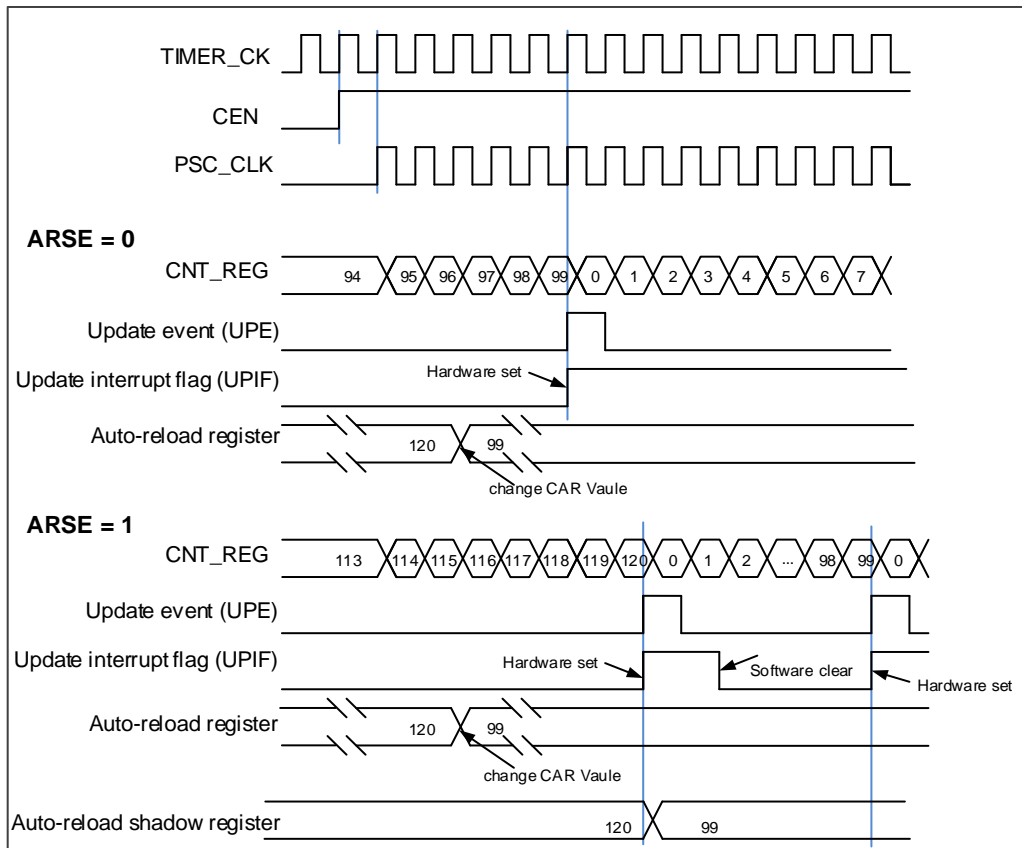 TIMER_CK
CEN
PSC_CLK
ARSE = 0
CNT_REG 94 95 96 97 98 99 0 1 2 3 4 5 6 7
Update event (UPE)
Update interrupt flag (UPIF) Hardware set
Auto-reload register 120 99
change CAR Vaule
ARSE = 1
CNT_REG 113 114 115 116 117 118 119 120 0 1 2 ... 98 99 0
Update event (UPE)
Update interrupt flag (UPIF) Hardware set Software clear Hardware set
Auto-reload register 120 99
change CAR Vaule
Auto-reload shadow register 120 99